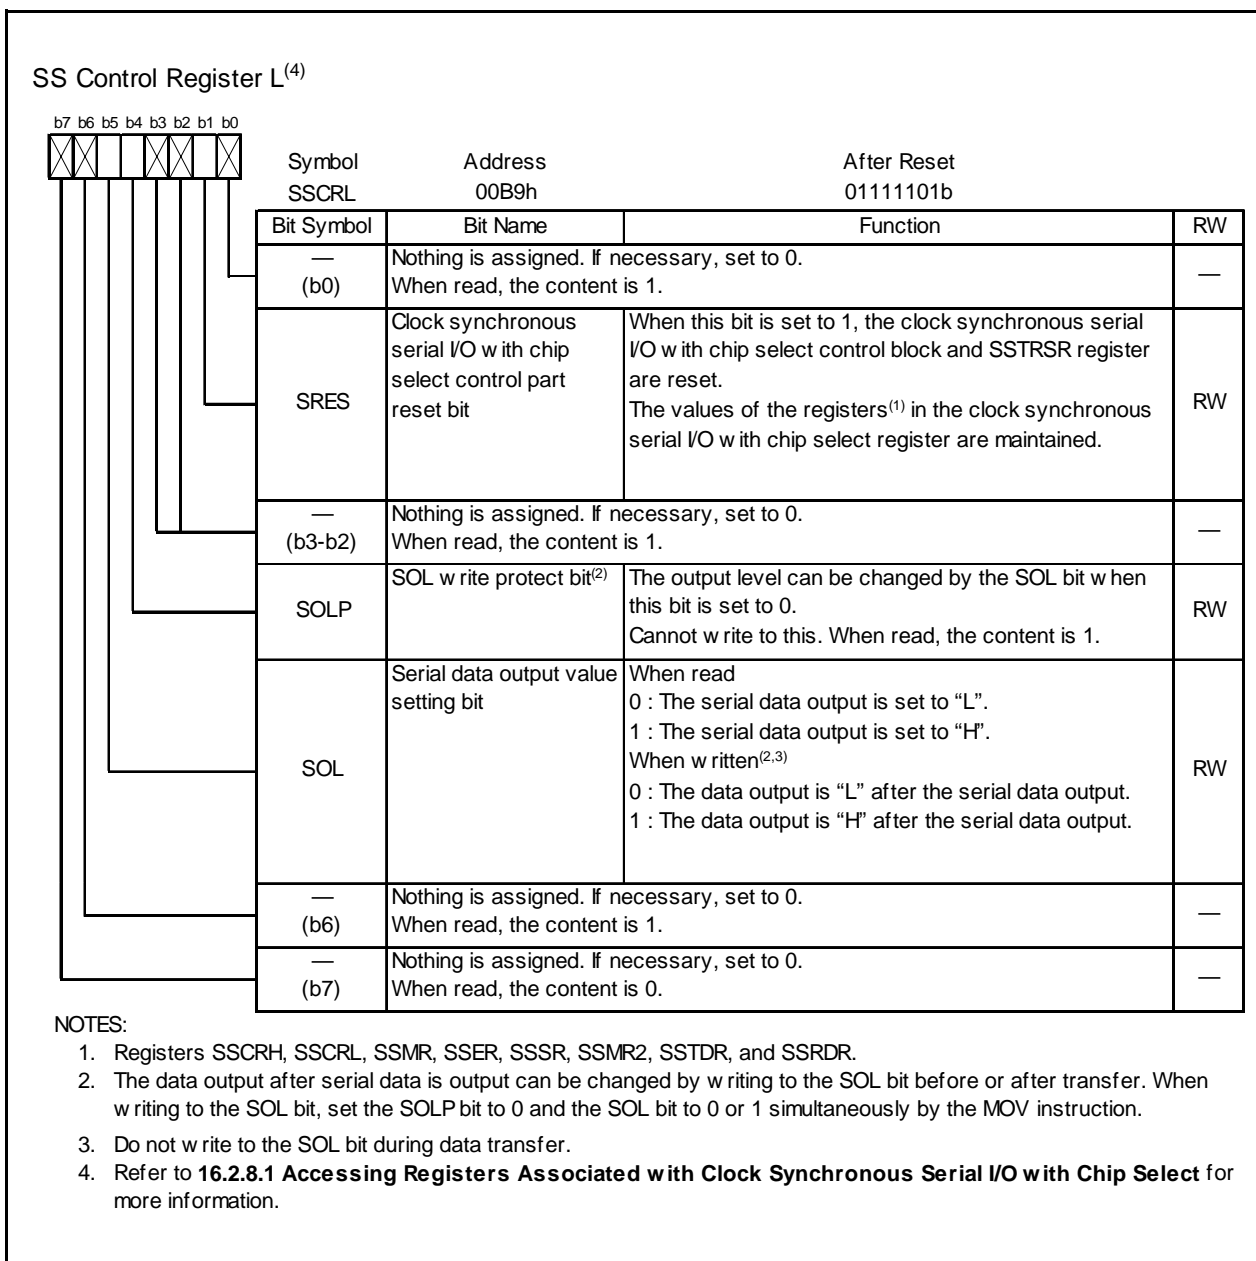 SS Control Register L(4)
b7 b6 b5 b4 b3 b2 b1 b0
Symbol Address After Reset
SSCRL 00B9h 01111101b
Bit Symbol Bit Name Function RW
— (b0) Nothing is assigned. If necessary, set to 0. —
When read, the content is 1.
SRES Clock synchronous serial I/O with chip select control part reset bit When this bit is set to 1, the clock synchronous serial RW
I/O with chip select control block and SSTRSR register
are reset.
The values of the registers(1) in the clock synchronous
serial I/O with chip select register are maintained.
— (b3-b2) Nothing is assigned. If necessary, set to 0. —
When read, the content is 1.
SOLP SOL write protect bit(2) The output level can be changed by the SOL bit when RW
this bit is set to 0.
Cannot write to this. When read, the content is 1.
SOL Serial data output value setting bit When read RW
0 : The serial data output is set to “L”.
1 : The serial data output is set to “H”.
When written(2,3)
0 : The data output is “L” after the serial data output.
1 : The data output is “H” after the serial data output.
— (b6) Nothing is assigned. If necessary, set to 0. —
When read, the content is 1.
— (b7) Nothing is assigned. If necessary, set to 0. —
When read, the content is 0.
NOTES:
1. Registers SSCRH, SSCRL, SSMR, SSER, SSSR, SSMR2, SSTDR, and SSRDR.
2. The data output after serial data is output can be changed by writing to the SOL bit before or after transfer. When
writing to the SOL bit, set the SOLP bit to 0 and the SOL bit to 0 or 1 simultaneously by the MOV instruction.
3. Do not write to the SOL bit during data transfer.
4. Refer to 16.2.8.1 Accessing Registers Associated with Clock Synchronous Serial I/O with Chip Select for
more information.